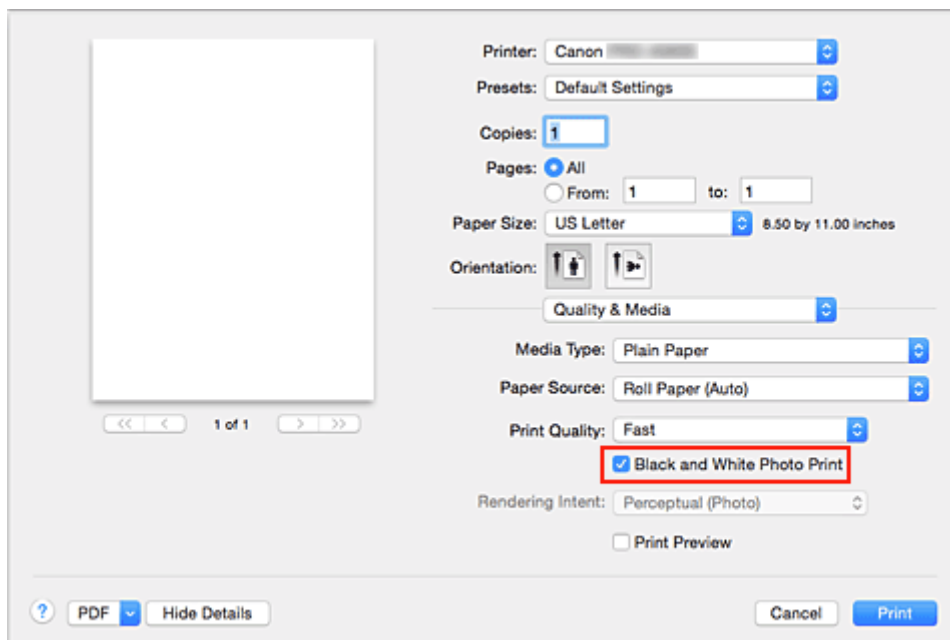 Printer: Canon
Presets: Default Settings
Copies: 1
Pages: All
From: 1 to: 1
Paper Size: US Letter 8.50 by 11.00 inches
Orientation:
Quality & Media
Media Type: Plain Paper
Paper Source: Roll Paper (Auto)
1 of 1
Print Quality: Fast
Black and White Photo Print
Rendering Intent: Perceptual (Photo)
Print Preview
? PDF Hide Details Cancel Print